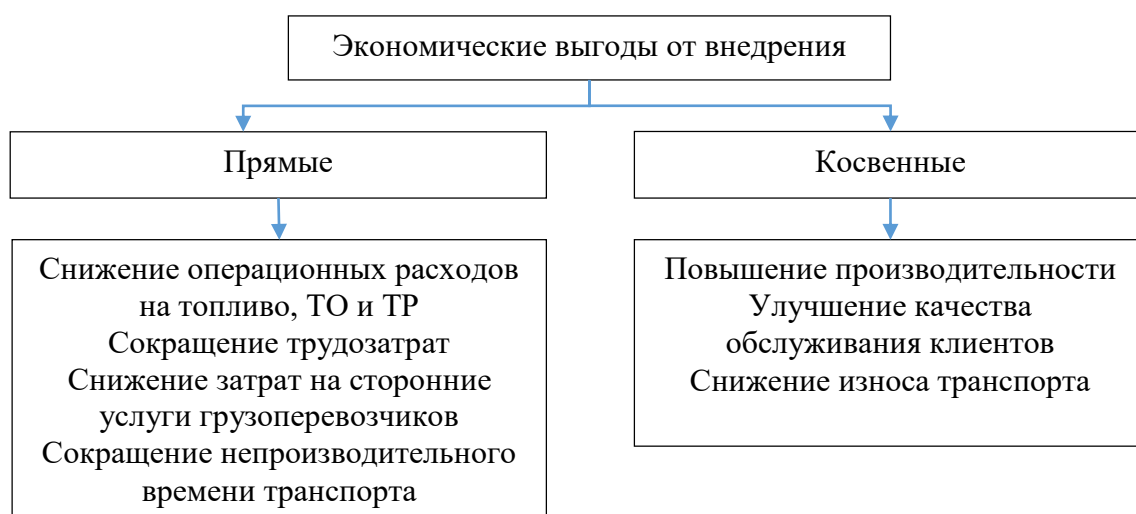 Экономические выгоды от внедрения
Прямые
Косвенные
Снижение операционных расходов
на топливо, ТО и ТР
Сокращение трудозатрат
Снижение затрат на сторонние
услуги грузоперевозчиков
Сокращение непроизводительного
времени транспорта
Повышение производительности
Улучшение качества
обслуживания клиентов
Снижение износа транспорта